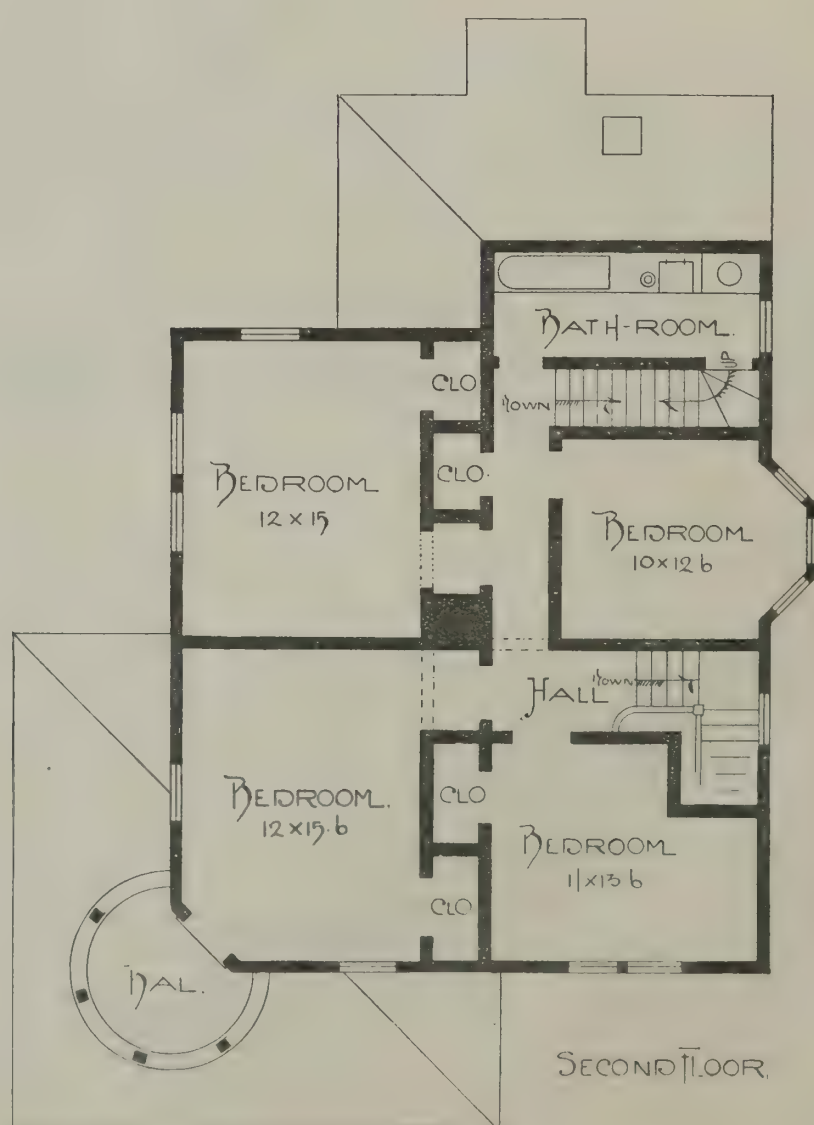 BATH-ROOM.
UP
CLO
DOWN
CLO.
BEDROOM
12 x 15
BEDROOM
10 x 12 6
HALL
DOWN
BEDROOM.
12 x 15.6
CLO
BEDROOM
11 x 13 6
CLO
BAL.
SECOND FLOOR.